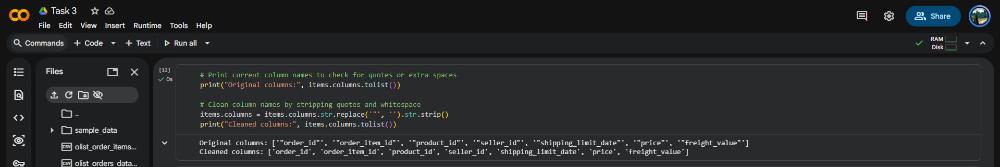 Task 3
File Edit View Insert Runtime Tools Help
Share
Commands + Code + Text Run all
RAM
Disk
Files
..
sample_data
CSV olist_order_items...
CSV olist_orders_data...
[12]
0s
# Print current column names to check for quotes or extra spaces
print("Original columns:", items.columns.tolist())
# Clean column names by stripping quotes and whitespace
items.columns = items.columns.str.replace('"', '').str.strip()
print("Cleaned columns:", items.columns.tolist())
Original columns: ['"order_id"', '"order_item_id"', '"product_id"', '"seller_id"', '"shipping_limit_date"', '"price"', '"freight_value"']
Cleaned columns: ['order_id', 'order_item_id', 'product_id', 'seller_id', 'shipping_limit_date', 'price', 'freight_value']